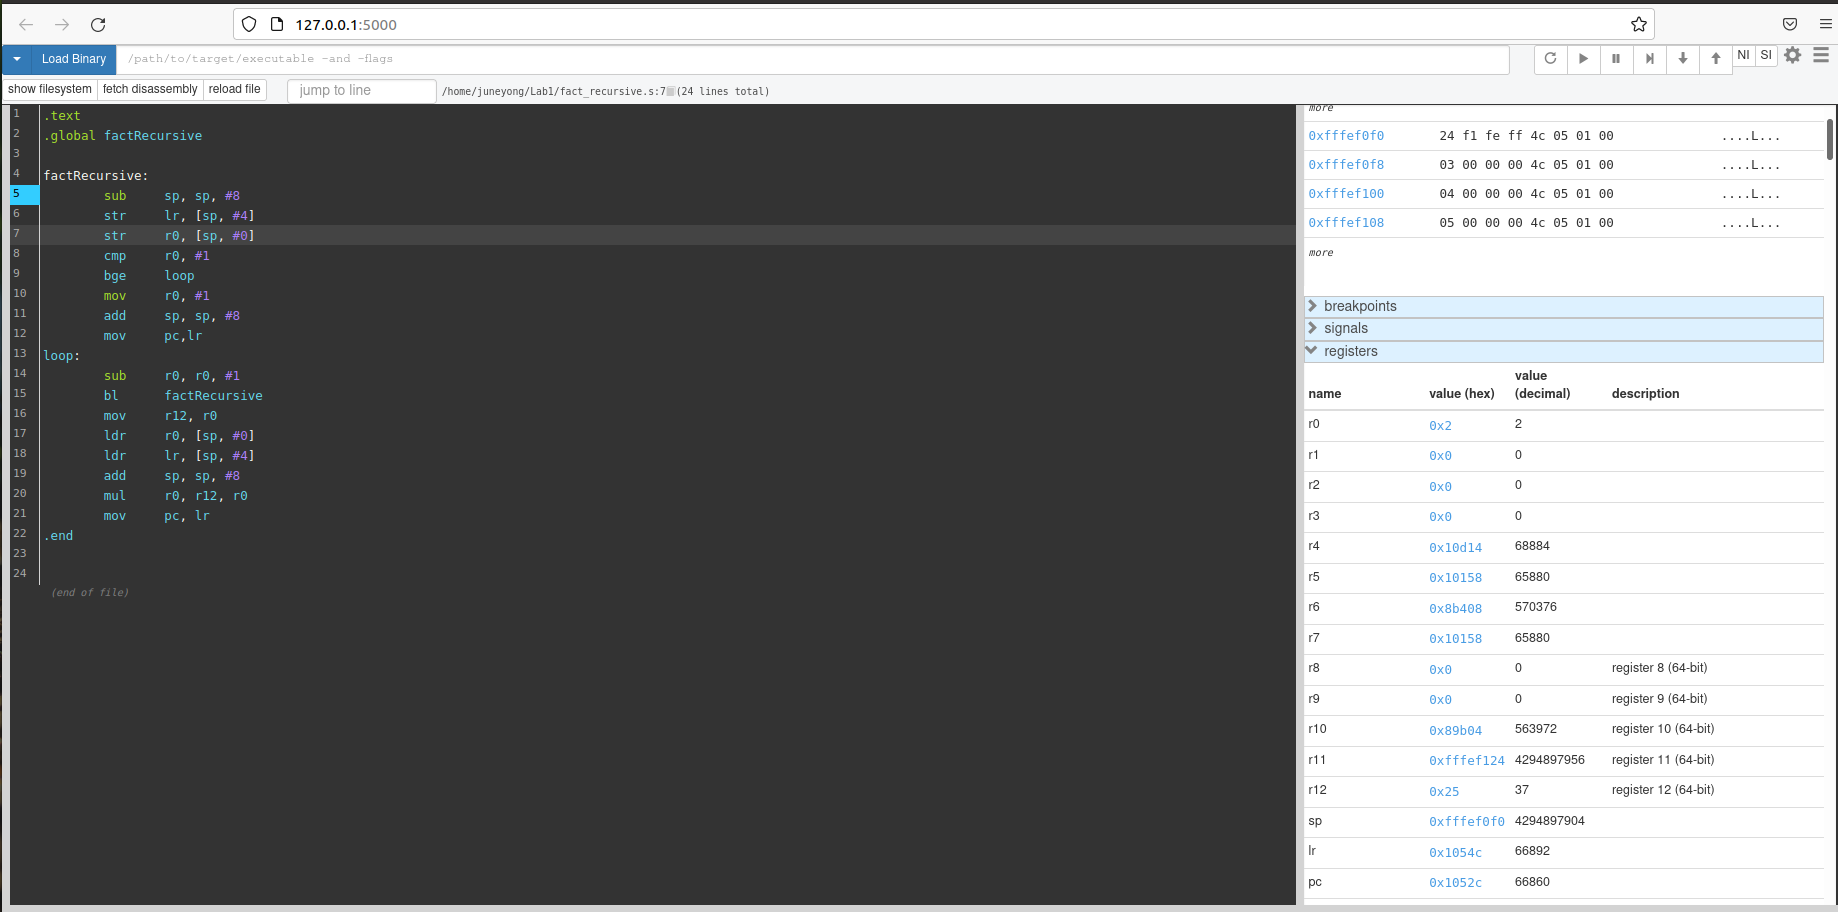 127.0.0.1:5000
Load Binary /path/to/target/executable -and -flags NI SI
show filesystem fetch disassembly reload file jump to line /home/juneyong/Lab1/fact_recursive.s:7 (24 lines total)
1 .text
2 .global factRecursive
3
4 factRecursive:
5 sub sp, sp, #8
6 str lr, [sp, #4]
7 str r0, [sp, #0]
8 cmp r0, #1
9 bge loop
10 mov r0, #1
11 add sp, sp, #8
12 mov pc,lr
13 loop:
14 sub r0, r0, #1
15 bl factRecursive
16 mov r12, r0
17 ldr r0, [sp, #0]
18 ldr lr, [sp, #4]
19 add sp, sp, #8
20 mul r0, r12, r0
21 mov pc, lr
22 .end
23
24
(end of file)
more
0xfffef0f0 24 f1 fe ff 4c 05 01 00 ....L...
0xfffef0f8 03 00 00 00 4c 05 01 00 ....L...
0xfffef100 04 00 00 00 4c 05 01 00 ....L...
0xfffef108 05 00 00 00 4c 05 01 00 ....L...
more
breakpoints
signals
registers
name value (hex) value (decimal) description
r0 0x2 2
r1 0x0 0
r2 0x0 0
r3 0x0 0
r4 0x10d14 68884
r5 0x10158 65880
r6 0x8b408 570376
r7 0x10158 65880
r8 0x0 0 register 8 (64-bit)
r9 0x0 0 register 9 (64-bit)
r10 0x89b04 563972 register 10 (64-bit)
r11 0xfffef124 4294897956 register 11 (64-bit)
r12 0x25 37 register 12 (64-bit)
sp 0xfffef0f0 4294897904
lr 0x1054c 66892
pc 0x1052c 66860